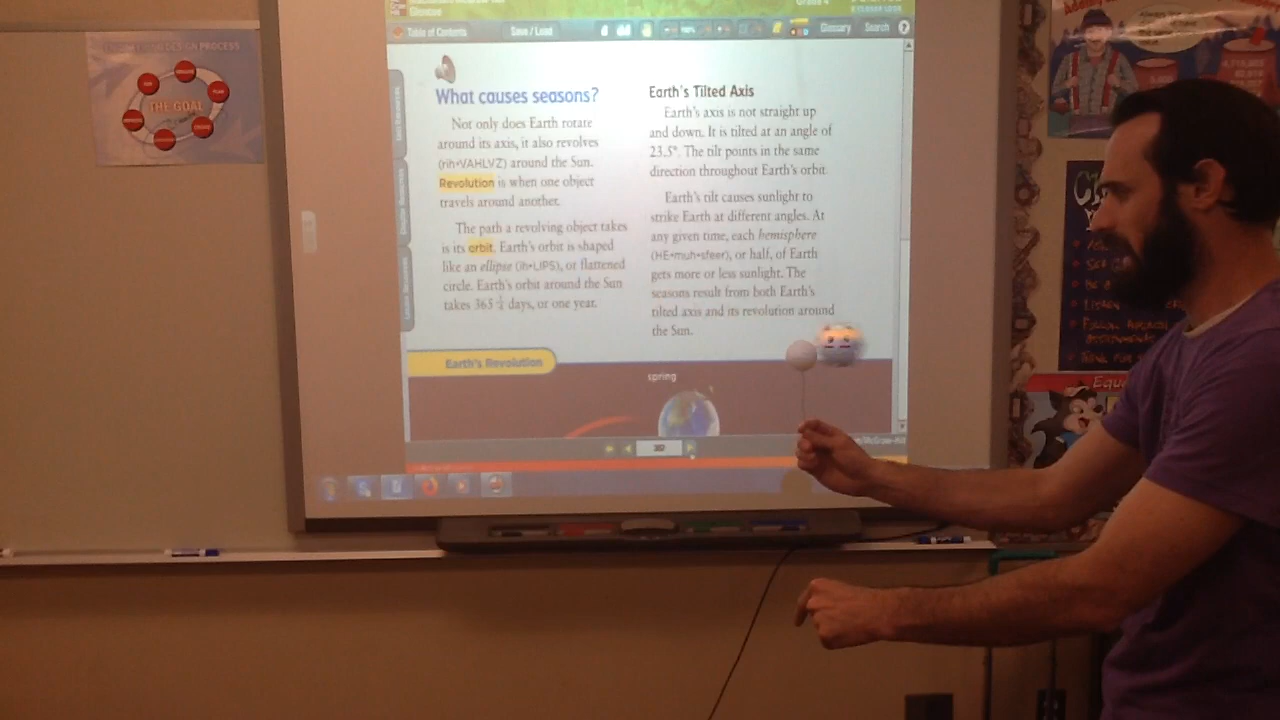 THE GOAL
Glencoe
Table of Contents
Save / Load
Glossary
Search
?
What causes seasons?
Not only does Earth rotate
around its axis, it also revolves
(rih•VAHLVZ) around the Sun.
Revolution is when one object
travels around another.
The path a revolving object takes
is its orbit. Earth's orbit is shaped
like an ellipse (ih•LIPS), or flattened
circle. Earth's orbit around the Sun
takes 365 ¼ days, or one year.
Earth's Tilted Axis
Earth's axis is not straight up
and down. It is tilted at an angle of
23.5°. The tilt points in the same
direction throughout Earth's orbit
Earth's tilt causes sunlight to
strike Earth at different angles. At
any given time, each hemisphere
(HE•muh•sfeer), or half, of Earth
gets more or less sunlight. The
seasons result from both Earth's
tilted axis and its revolution around
the Sun.
Earth's Revolution
spring
382